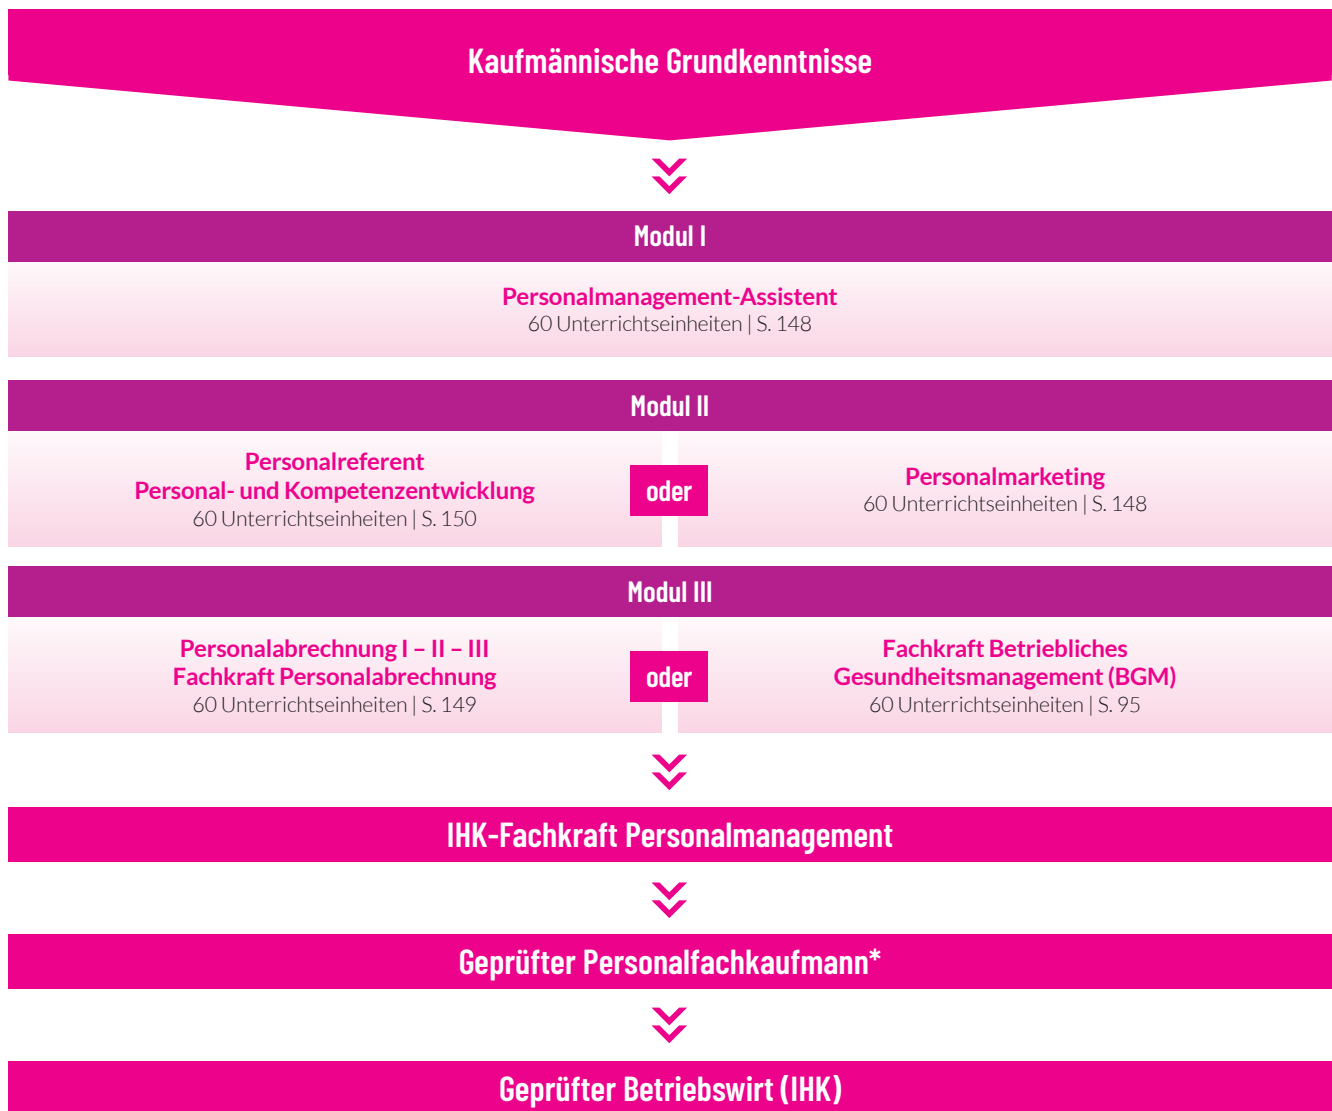 Kaufmännische Grundkenntnisse
Modul I
Personalmanagement-Assistent
60 Unterrichtseinheiten | S. 148
Modul II
Personalreferent
Personal- und Kompetenzentwicklung
60 Unterrichtseinheiten | S. 150
oder
Personalmarketing
60 Unterrichtseinheiten | S. 148
Modul III
Personalabrechnung I – II – III
Fachkraft Personalabrechnung
60 Unterrichtseinheiten | S. 149
oder
Fachkraft Betriebliches
Gesundheitsmanagement (BGM)
60 Unterrichtseinheiten | S. 95
IHK-Fachkraft Personalmanagement
Geprüfter Personalfachkaufmann*
Geprüfter Betriebswirt (IHK)